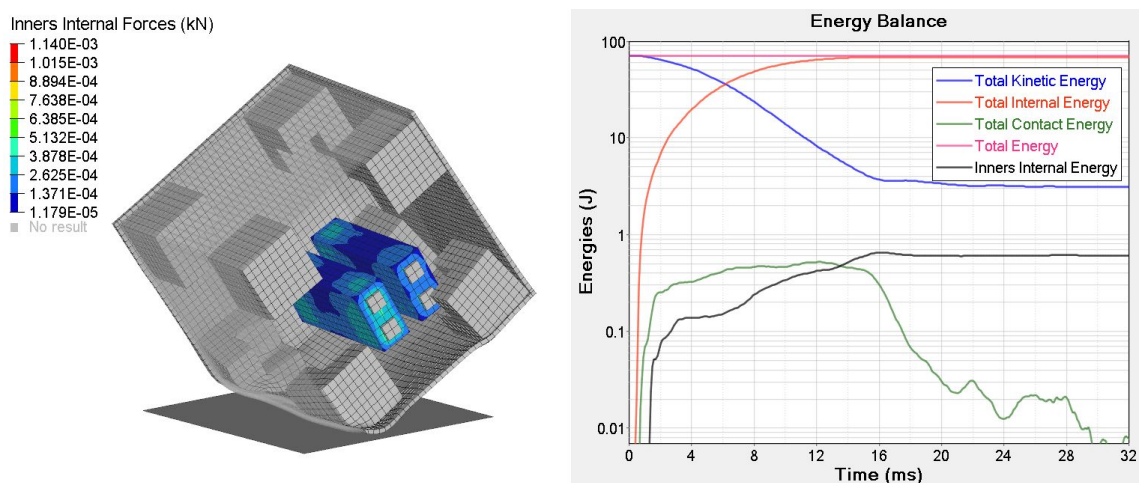 Inners Internal Forces (kN)
1.140E-03
1.015E-03
8.894E-04
7.638E-04
6.385E-04
5.132E-04
3.878E-04
2.625E-04
1.371E-04
1.179E-05
No result
Energy Balance
100
10
1
0.1
0.01
Energies (J)
Total Kinetic Energy
Total Internal Energy
Total Contact Energy
Total Energy
Inners Internal Energy
0 4 8 12 16 20 24 28 32
Time (ms)